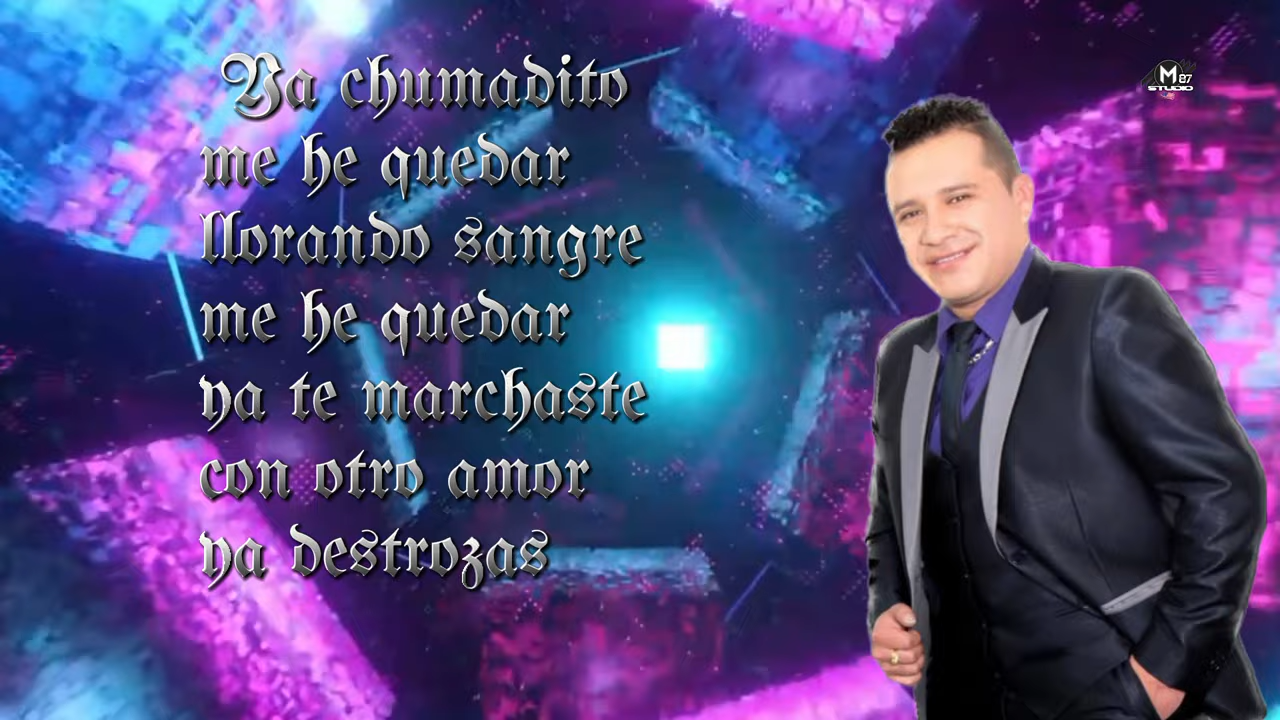 Ya chumadito
me he quedar
llorando sangre
me he quedar
ya te marchaste
con otro amor
ya destrozas
M 87
STUDIO